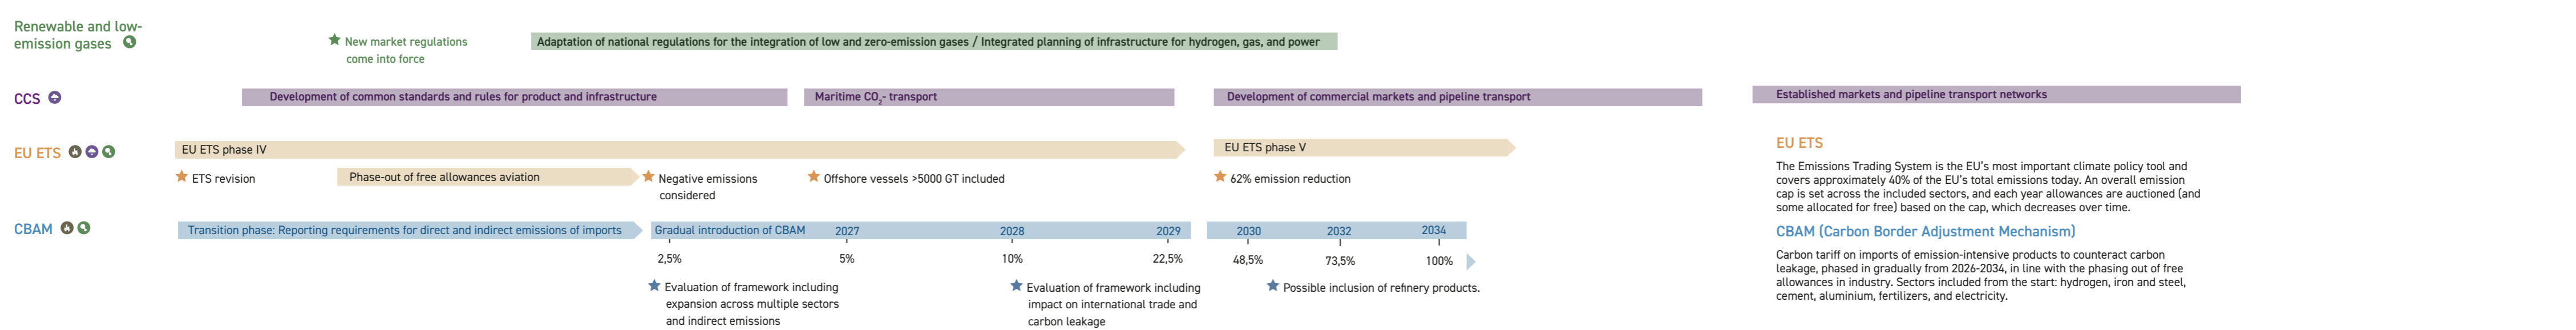 Renewable and low-
emission gases
New market regulations
come into force
Adaptation of national regulations for the integration of low and zero-emission gases / Integrated planning of infrastructure for hydrogen, gas, and power
CCS
Development of common standards and rules for product and infrastructure
Maritime CO₂- transport
Development of commercial markets and pipeline transport
Established markets and pipeline transport networks
EU ETS
EU ETS phase IV
EU ETS phase V
ETS revision
Phase-out of free allowances aviation
Negative emissions
considered
Offshore vessels >5000 GT included
62% emission reduction
CBAM
Transition phase: Reporting requirements for direct and indirect emissions of imports
Gradual introduction of CBAM
2027
2028
2029
2030
2032
2034
2,5%
5%
10%
22,5%
48,5%
73,5%
100%
Evaluation of framework including
expansion across multiple sectors
and indirect emissions
Evaluation of framework including
impact on international trade and
carbon leakage
Possible inclusion of refinery products.
EU ETS
The Emissions Trading System is the EU's most important climate policy tool and
covers approximately 40% of the EU's total emissions today. An overall emission
cap is set across the included sectors, and each year allowances are auctioned (and
some allocated for free) based on the cap, which decreases over time.
CBAM (Carbon Border Adjustment Mechanism)
Carbon tariff on imports of emission-intensive products to counteract carbon
leakage, phased in gradually from 2026-2034, in line with the phasing out of free
allowances in industry. Sectors included from the start: hydrogen, iron and steel,
cement, aluminium, fertilizers, and electricity.